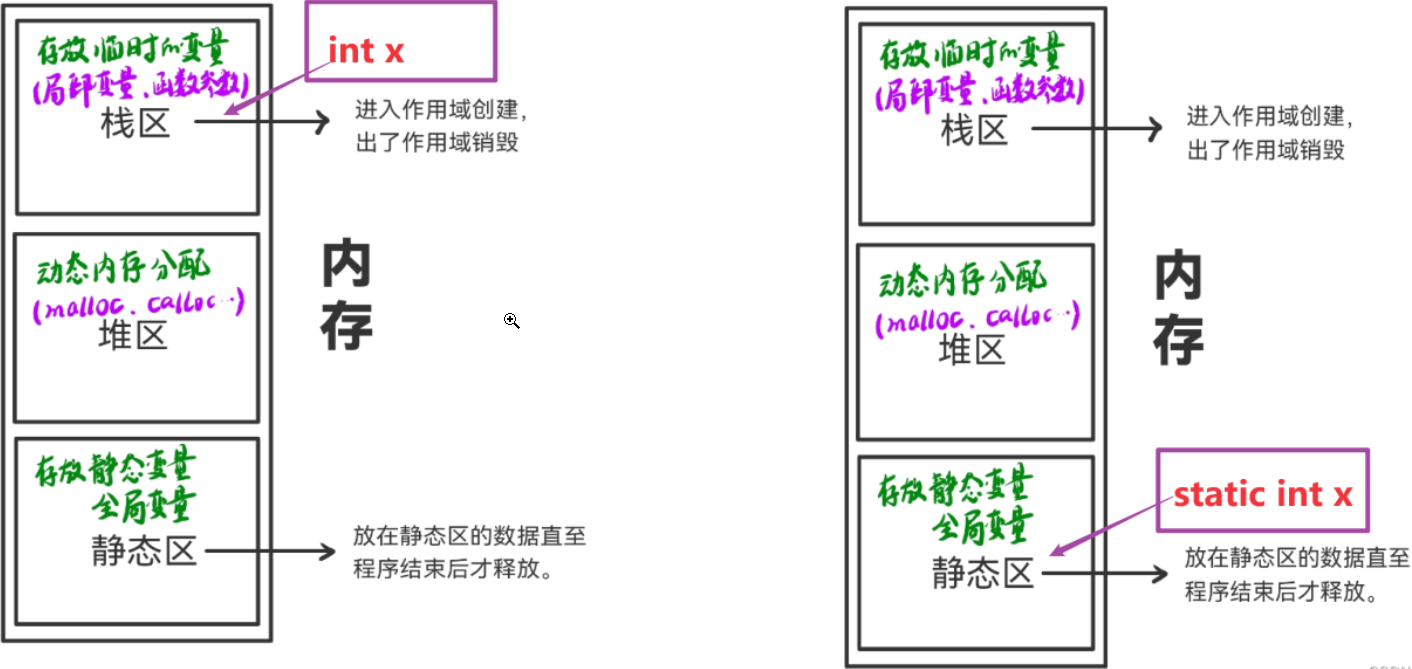 存放临时的变量
(局部变量、函数参数)
栈区
int x
进入作用域创建，
出了作用域销毁
动态内存分配
(malloc、calloc…)
堆区
内
存
存放静态变量
全局变量
静态区
放在静态区的数据直至
程序结束后才释放。
存放临时的变量
(局部变量、函数参数)
栈区
进入作用域创建，
出了作用域销毁
动态内存分配
(malloc、calloc…)
堆区
内
存
存放静态变量
全局变量
静态区
static int x
放在静态区的数据直至
程序结束后才释放。